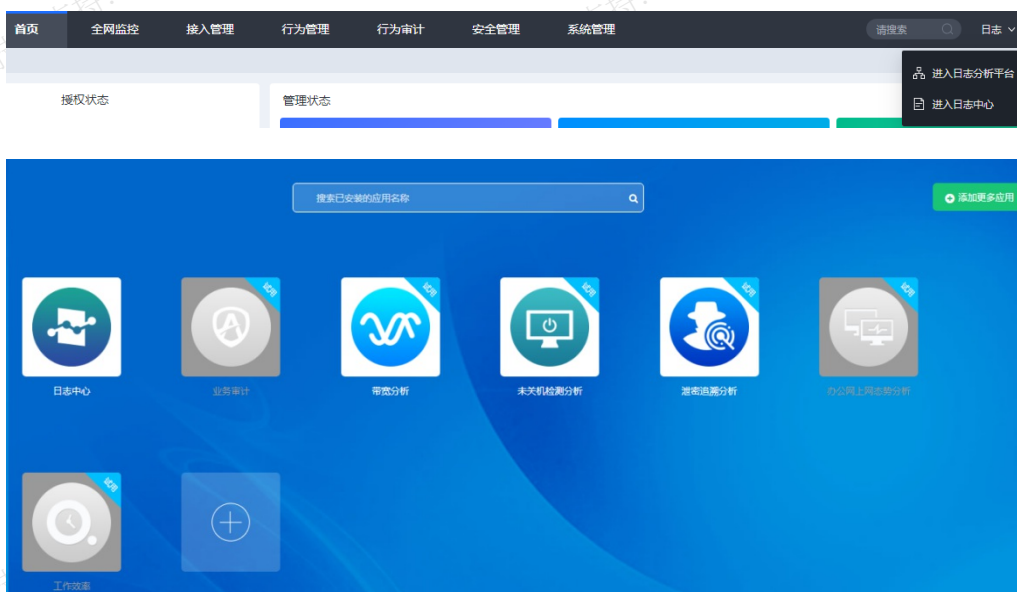 首页 全网监控 接入管理 行为管理 行为审计 安全管理 系统管理 请搜索 日志
进入日志分析平台
授权状态 管理状态
进入日志中心
搜索已安装的应用名称 添加更多应用
试用 试用 试用 试用 试用
日志中心 业务审计 带宽分析 未关机检测分析 泄密追溯分析 办公网上网态势分析
试用
工作效率